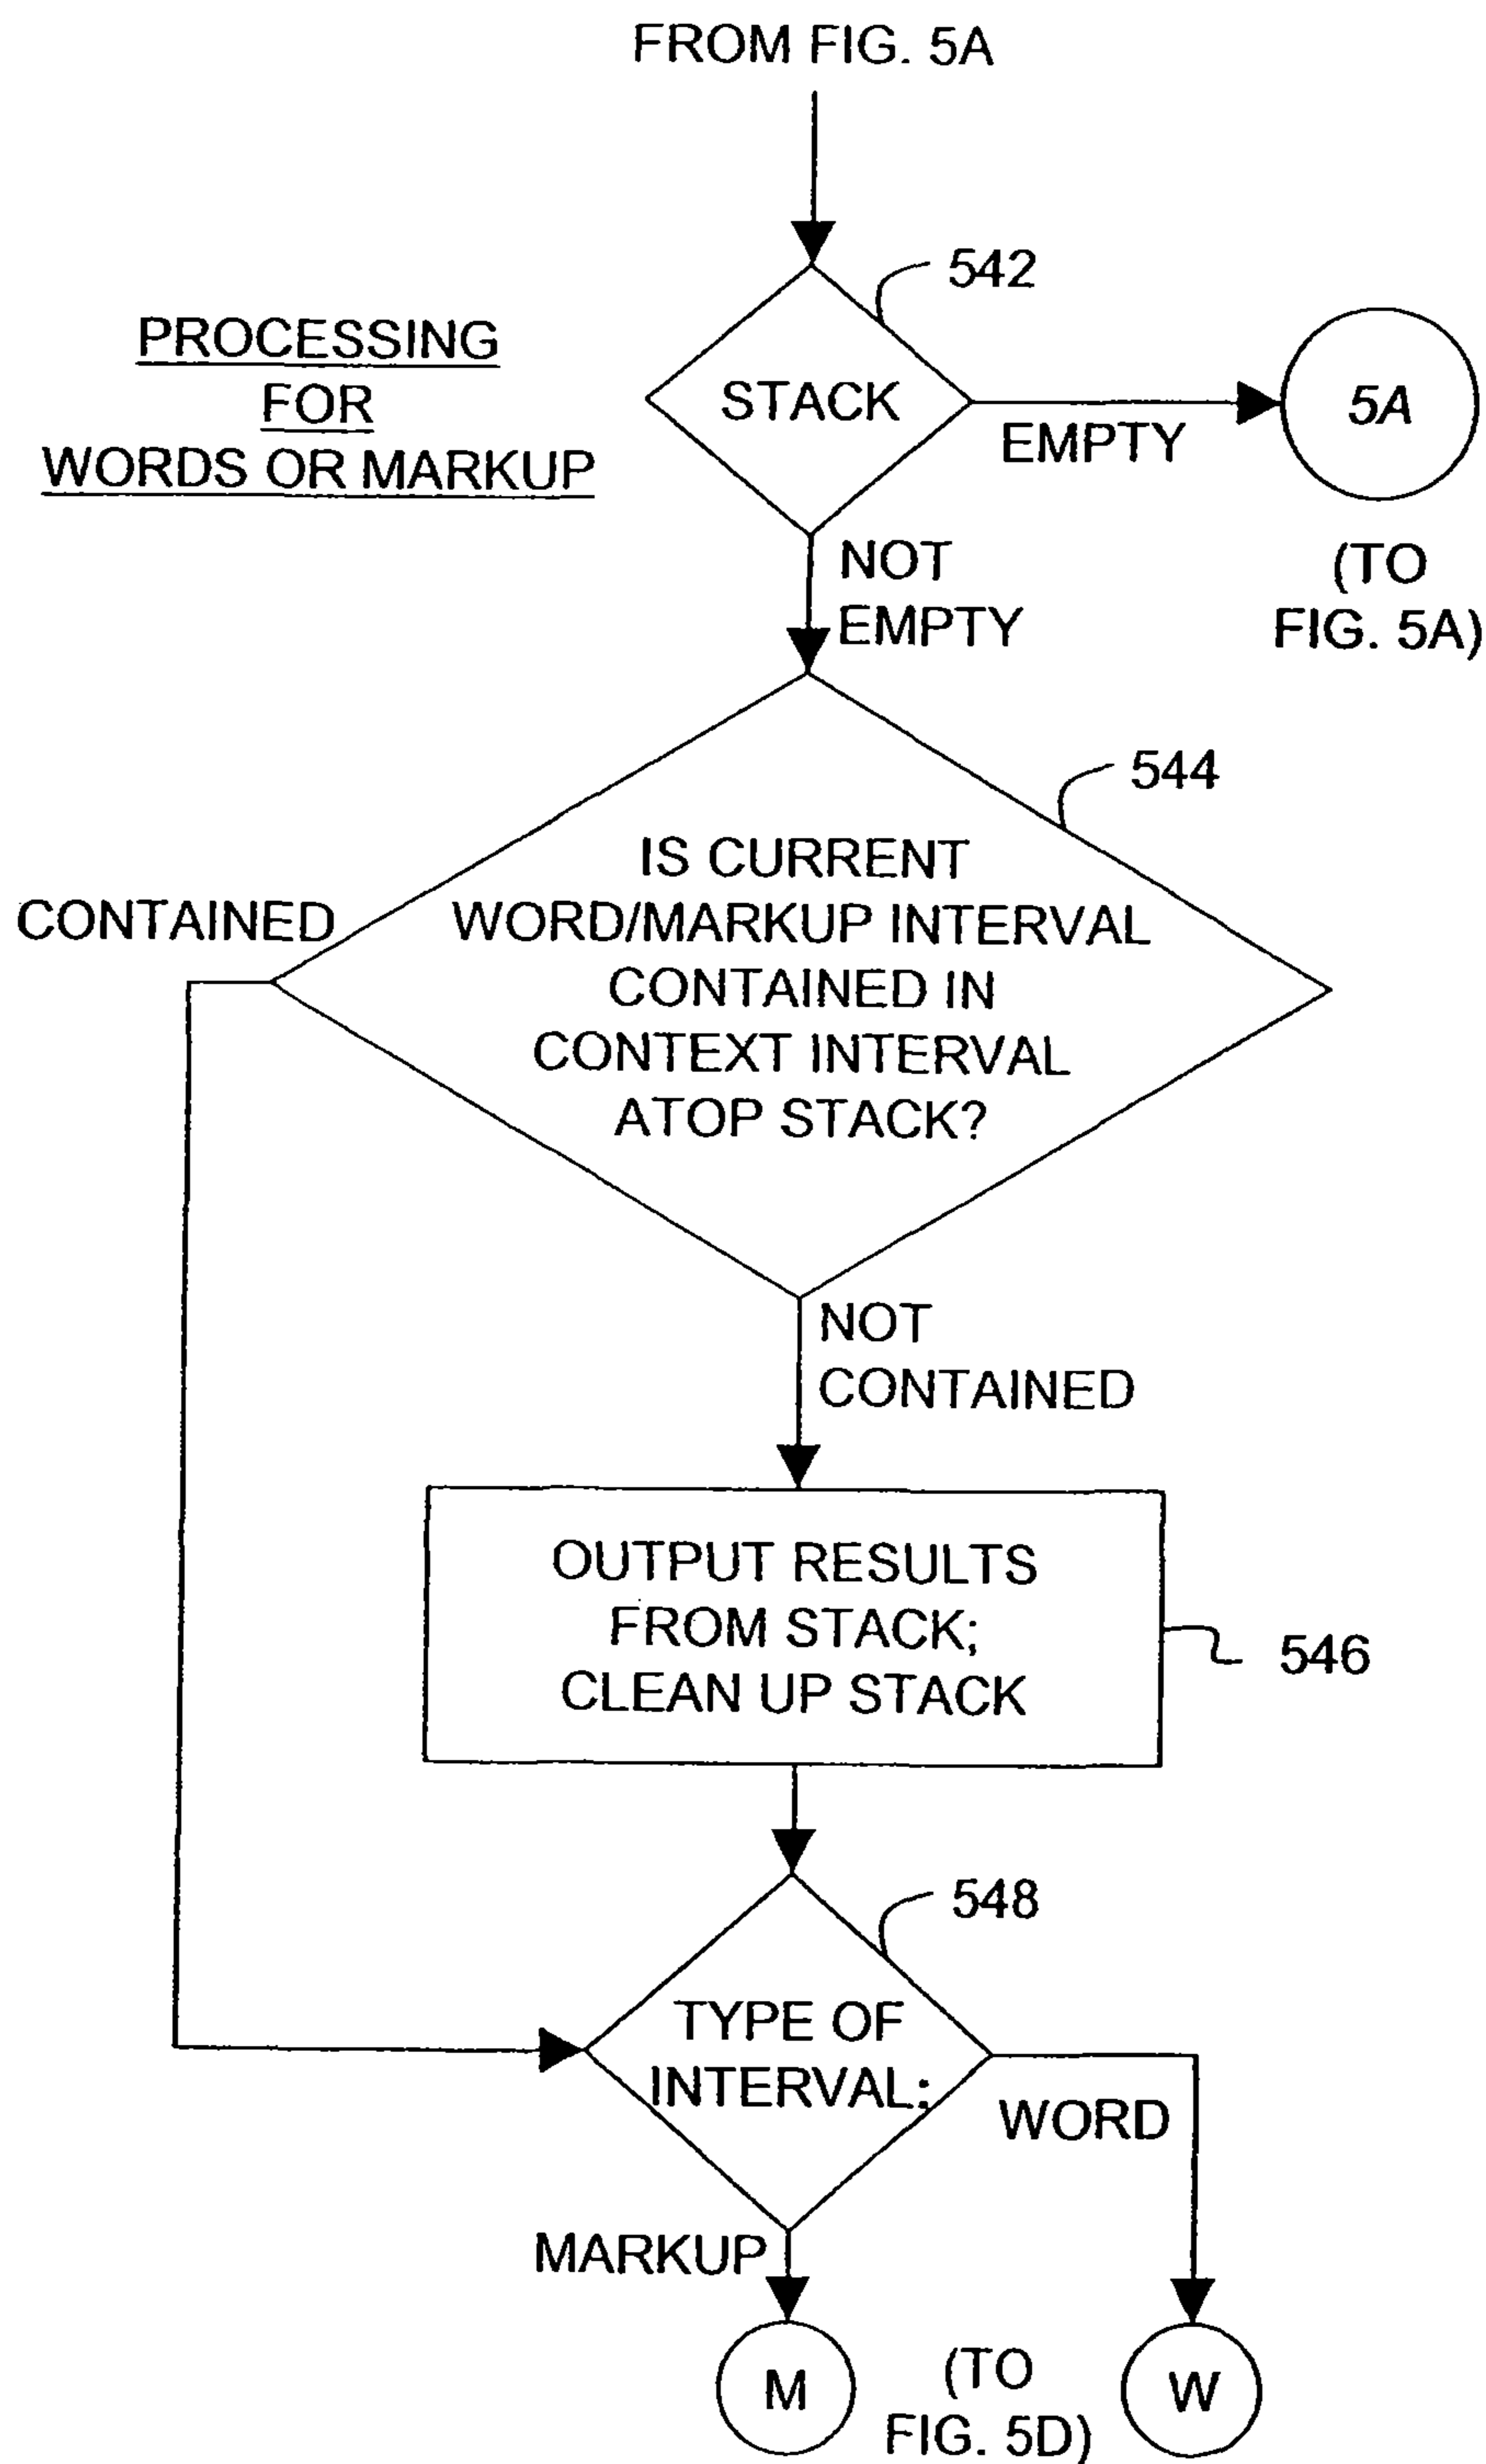 FROM FIG. 5A
542
PROCESSING
FOR
WORDS OR MARKUP
STACK
EMPTY
5A
(TO
FIG. 5A)
NOT
EMPTY
544
CONTAINED
IS CURRENT
WORD/MARKUP INTERVAL
CONTAINED IN
CONTEXT INTERVAL
ATOP STACK?
NOT
CONTAINED
OUTPUT RESULTS
FROM STACK;
CLEAN UP STACK
546
548
TYPE OF
INTERVAL;
WORD
MARKUP
M
(TO
FIG. 5D)
W